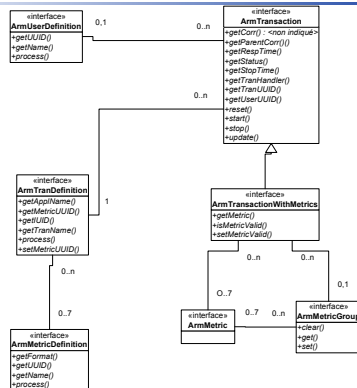 «interface»
ArmUserDefinition
+getUUID()
+getName()
+process()
0,1
0..n
«interface»
ArmTransaction
+getCorr() : <non indiqué>
+getParentCorr()()
+getRespTime()
+getStatus()
+getStopTime()
+getTranHandler()
+getTranUUID()
+getUserUUID()
+reset()
+start()
+stop()
+update()
0..n
1
«interface»
ArmTranDefinition
+getApplName()
+getMetricUUID()
+getIUID()
+getTranName()
+process()
+setMetricUUID()
0..n
0..7
«interface»
ArmMetricDefinition
+getFormat()
+getUUID()
+getName()
+process()
«interface»
ArmTransactionWithMetrics
+getMetric()
+isMetricValid()
+setMetricValid()
0..n
0..n
O..7
0,1
«interface»
ArmMetric
0..7
0..n
«interface»
ArmMetricGroup
+clear()
+get()
+set()